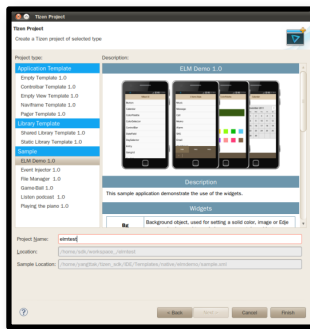 Tizen Project
Tizen Project
Create a Tizen project of selected type
Project type:
Description:
Application Template
Empty Template 1.0
Controlbar Template 1.0
Empty View Template 1.0
Naviframe Template 1.0
Pager Template 1.0
Library Template
Shared Library Template 1.0
Static Library Template 1.0
Sample
ELM Demo 1.0
Event Injector 1.0
File Manager 1.0
Game-Ball 1.0
Listen podcast 1.0
Playing the piano 1.0
ELM Demo 1.0
Description
This sample application demonstrate the use of the widgets.
Widgets
Bg
Background object, used for setting a solid color, image or Edje
Project Name:
elmtest
Location:
Sample Location:
< Back
Next >
Cancel
Finish